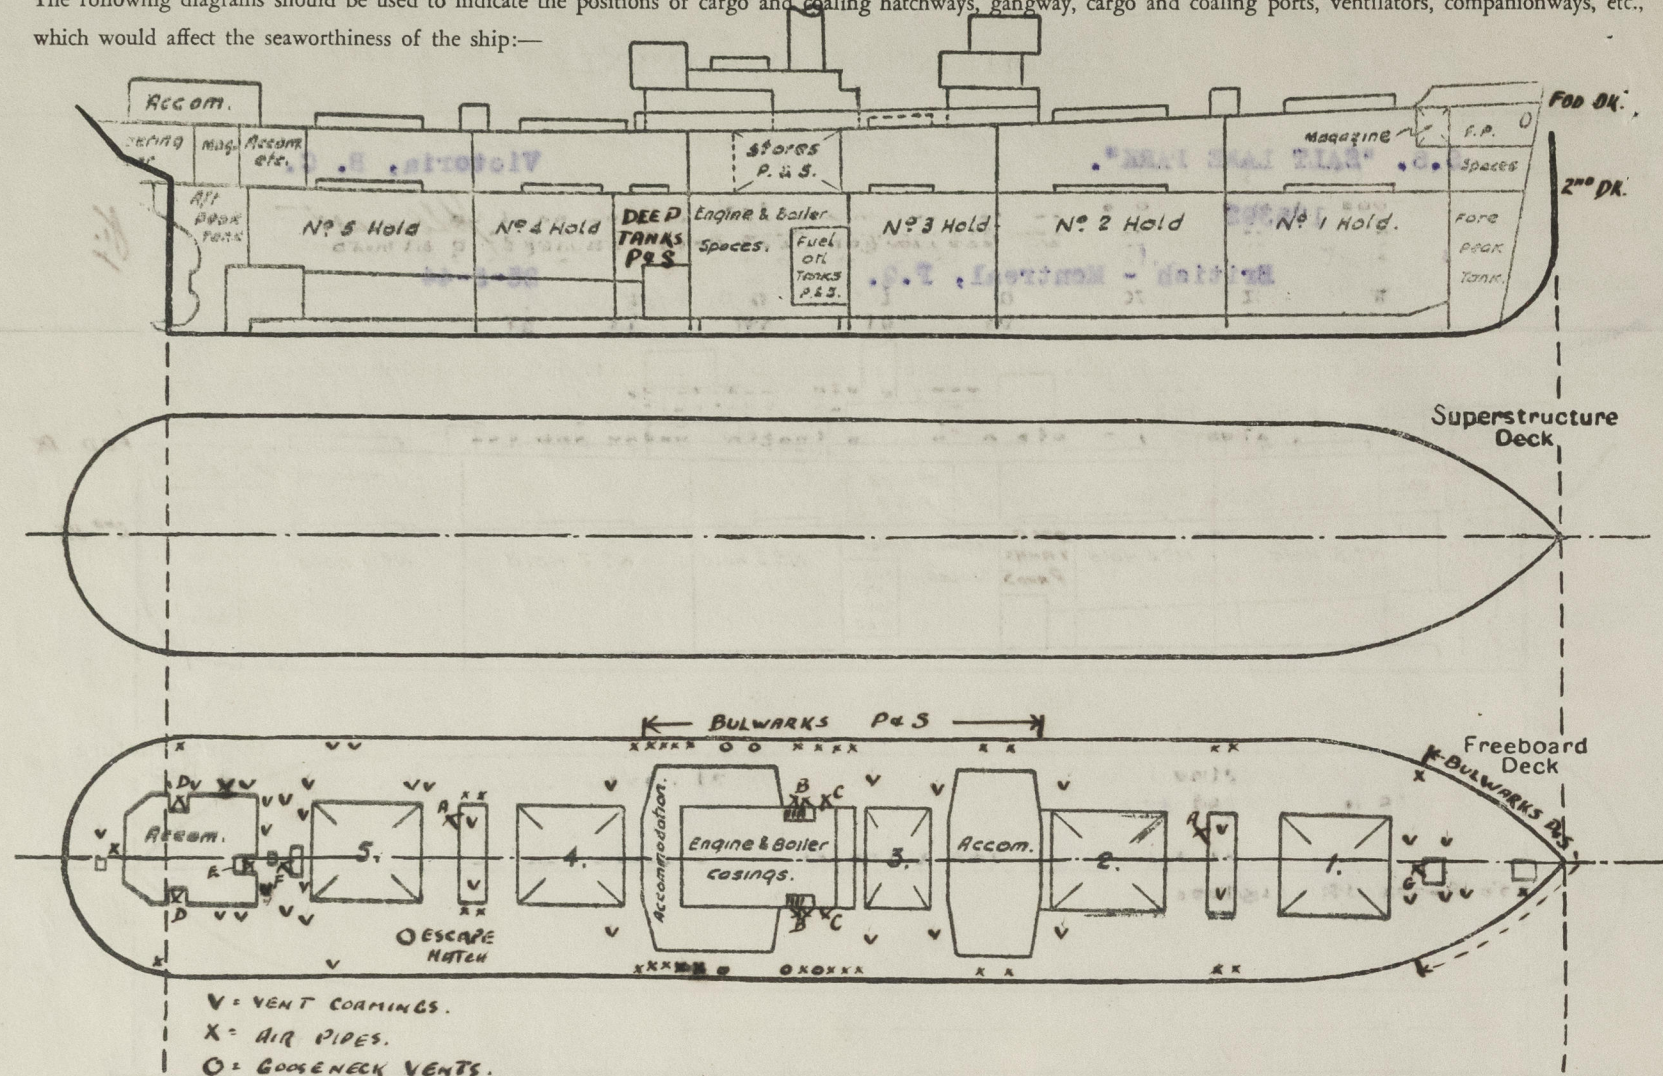 The following diagrams should be used to indicate the positions of cargo and coaling hatchways, gangway, cargo and coaling ports, ventilators, companionways, etc.,
which would affect the seaworthiness of the ship:—
Accom.
FBD DK.
Mag.
Accom. etc.
Stores P. & S.
Magazine
F.P. Spaces
2ND DK.
Aft Peak Tank
No 5 Hold
No 4 Hold
DEEP TANKS P&S
Engine & Boiler Spaces.
Fuel oil Tanks P.&S.
No 3 Hold
No 2 Hold
No 1 Hold.
Fore Peak Tank.
S.S. "SALT LAKE PARK".
Victoria, B. C.
British - Montreal, P.Q.
Superstructure
Deck
BULWARKS P&S
Freeboard
Deck
BULWARKS P&S
D
V
V
V
V
A
X X
B
C
A
Accom.
5.
4.
Accommodation.
Engine & Boiler
Casings.
3.
Accom.
2.
1.
E
F
G
D
B
C
O ESCAPE
HATCH
V = VENT COAMINGS.
X = AIR PIPES.
O = GOOSENECK VENTS.